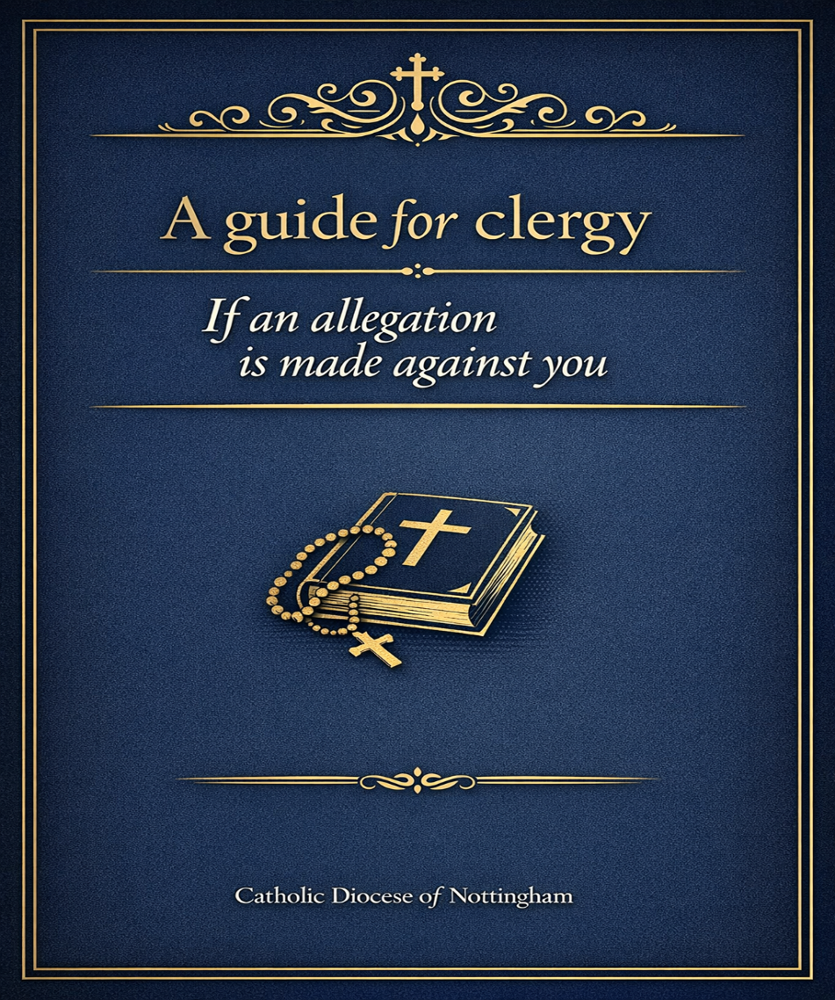 A guide for clergy
If an allegation
is made against you
Catholic Diocese of Nottingham